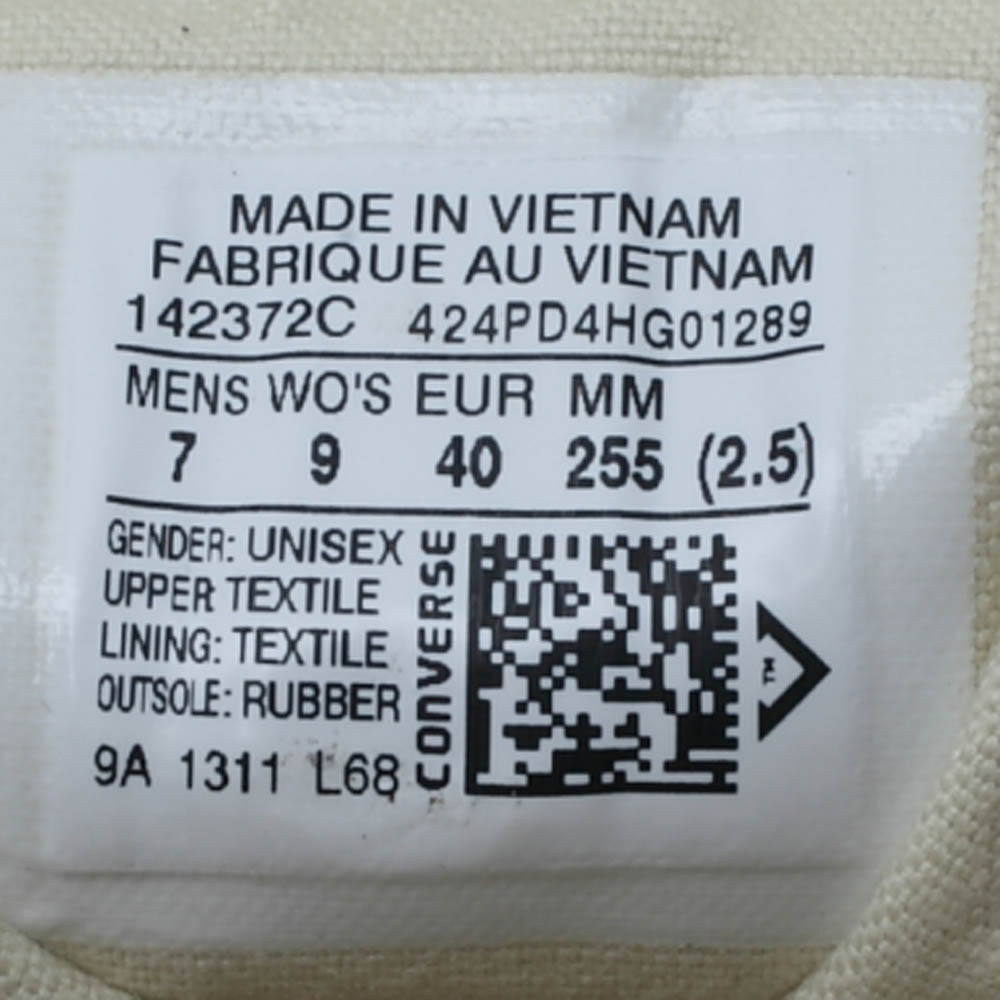 MADE IN VIETNAM
FABRIQUE AU VIETNAM
142372C 424PD4HG01289
MENS WO'S EUR MM
7 9 40 255 (2.5)
GENDER: UNISEX
UPPER TEXTILE
LINING: TEXTILE
OUTSOLE: RUBBER
9A 1311 L68
CONVERSE
TM